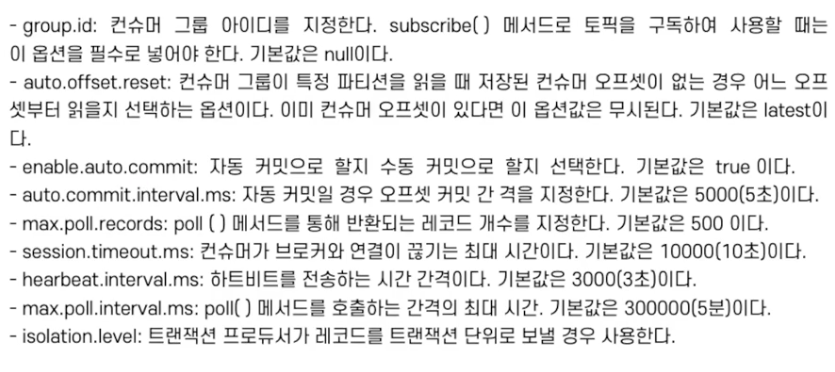 - group.id: 컨슈머 그룹 아이디를 지정한다. subscribe( ) 메서드로 토픽을 구독하여 사용할 때는
이 옵션을 필수로 넣어야 한다. 기본값은 null이다.
- auto.offset.reset: 컨슈머 그룹이 특정 파티션을 읽을 때 저장된 컨슈머 오프셋이 없는 경우 어느 오프
셋부터 읽을지 선택하는 옵션이다. 이미 컨슈머 오프셋이 있다면 이 옵션값은 무시된다. 기본값은 latest이
다.
- enable.auto.commit: 자동 커밋으로 할지 수동 커밋으로 할지 선택한다. 기본값은 true 이다.
- auto.commit.interval.ms: 자동 커밋일 경우 오프셋 커밋 간 격을 지정한다. 기본값은 5000(5초)이다.
- max.poll.records: poll ( ) 메서드를 통해 반환되는 레코드 개수를 지정한다. 기본값은 500 이다.
- session.timeout.ms: 컨슈머가 브로커와 연결이 끊기는 최대 시간이다. 기본값은 10000(10초)이다.
- hearbeat.interval.ms: 하트비트를 전송하는 시간 간격이다. 기본값은 3000(3초)이다.
- max.poll.interval.ms: poll( ) 메서드를 호출하는 간격의 최대 시간. 기본값은 300000(5분)이다.
- isolation.level: 트랜잭션 프로듀서가 레코드를 트랜잭션 단위로 보낼 경우 사용한다.